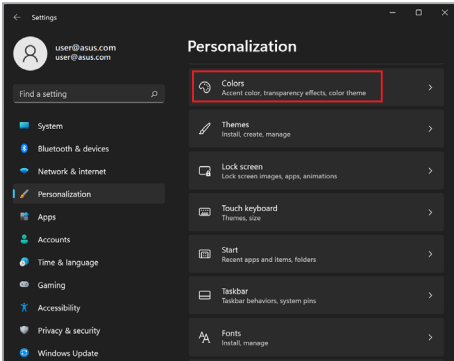 Settings
user@asus.com
user@asus.com
Find a setting
System
Bluetooth & devices
Network & internet
Personalization
Apps
Accounts
Time & language
Gaming
Accessibility
Privacy & security
Windows Update
Personalization
Colors
Accent color, transparency effects, color theme
Themes
Install, create, manage
Lock screen
Lock screen images, apps, animations
Touch keyboard
Themes, size
Start
Recent apps and items, folders
Taskbar
Taskbar behaviors, system pins
Fonts
Install, manage